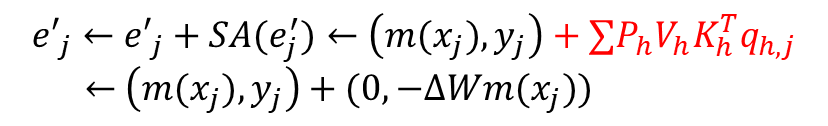 e'_j ← e'_j + SA(e'_j) ← (m(x_j), y_j) + ∑P_h V_h K_h^T q_{h,j}
← (m(x_j), y_j) + (0, −ΔWm(x_j))